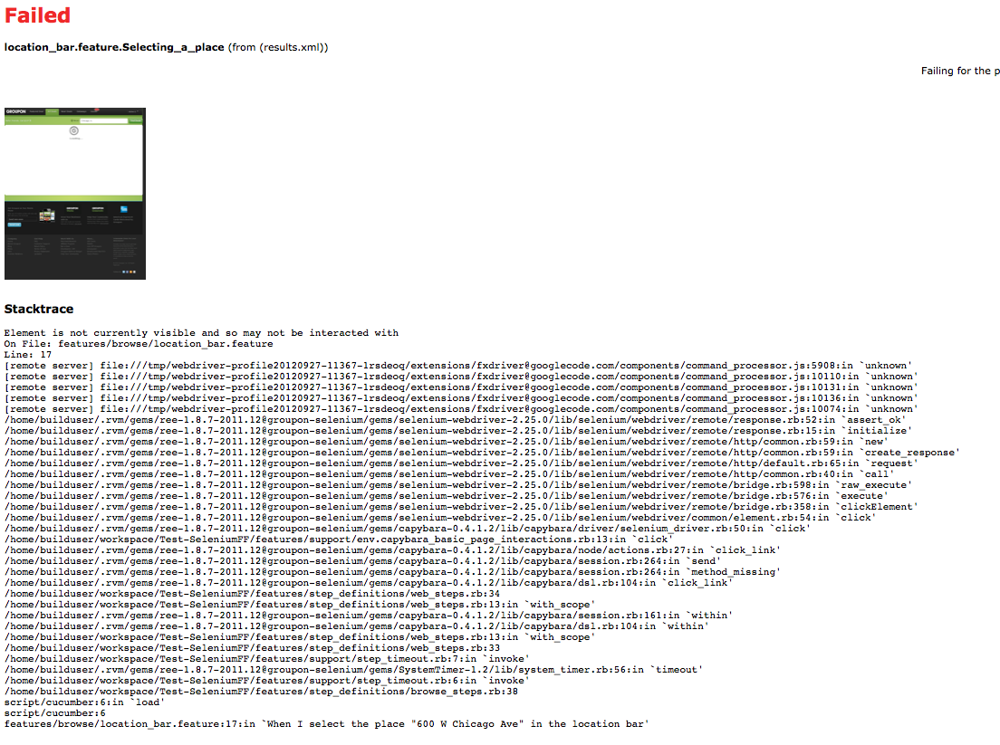 Failed
location_bar.feature.Selecting_a_place (from (results.xml))
Failing for the p
GROUPON
Stacktrace
Element is not currently visible and so may not be interacted with
On File: features/browse/location_bar.feature
Line: 17
[remote server] file:///tmp/webdriver-profile20120927-11367-1rsdeoq/extensions/fxdriver@googlecode.com/components/command_processor.js:5908:in `unknown'
[remote server] file:///tmp/webdriver-profile20120927-11367-1rsdeoq/extensions/fxdriver@googlecode.com/components/command_processor.js:10110:in `unknown'
[remote server] file:///tmp/webdriver-profile20120927-11367-1rsdeoq/extensions/fxdriver@googlecode.com/components/command_processor.js:10131:in `unknown'
[remote server] file:///tmp/webdriver-profile20120927-11367-1rsdeoq/extensions/fxdriver@googlecode.com/components/command_processor.js:10136:in `unknown'
[remote server] file:///tmp/webdriver-profile20120927-11367-1rsdeoq/extensions/fxdriver@googlecode.com/components/command_processor.js:10074:in `unknown'
/home/builduser/.rvm/gems/ree-1.8.7-2011.12@groupon-selenium/gems/selenium-webdriver-2.25.0/lib/selenium/webdriver/remote/response.rb:52:in `assert_ok'
/home/builduser/.rvm/gems/ree-1.8.7-2011.12@groupon-selenium/gems/selenium-webdriver-2.25.0/lib/selenium/webdriver/remote/response.rb:15:in `initialize'
/home/builduser/.rvm/gems/ree-1.8.7-2011.12@groupon-selenium/gems/selenium-webdriver-2.25.0/lib/selenium/webdriver/remote/http/common.rb:59:in `new'
/home/builduser/.rvm/gems/ree-1.8.7-2011.12@groupon-selenium/gems/selenium-webdriver-2.25.0/lib/selenium/webdriver/remote/http/common.rb:59:in `create_response'
/home/builduser/.rvm/gems/ree-1.8.7-2011.12@groupon-selenium/gems/selenium-webdriver-2.25.0/lib/selenium/webdriver/remote/http/default.rb:65:in `request'
/home/builduser/.rvm/gems/ree-1.8.7-2011.12@groupon-selenium/gems/selenium-webdriver-2.25.0/lib/selenium/webdriver/remote/http/common.rb:40:in `call'
/home/builduser/.rvm/gems/ree-1.8.7-2011.12@groupon-selenium/gems/selenium-webdriver-2.25.0/lib/selenium/webdriver/remote/bridge.rb:598:in `raw_execute'
/home/builduser/.rvm/gems/ree-1.8.7-2011.12@groupon-selenium/gems/selenium-webdriver-2.25.0/lib/selenium/webdriver/remote/bridge.rb:576:in `execute'
/home/builduser/.rvm/gems/ree-1.8.7-2011.12@groupon-selenium/gems/selenium-webdriver-2.25.0/lib/selenium/webdriver/remote/bridge.rb:358:in `clickElement'
/home/builduser/.rvm/gems/ree-1.8.7-2011.12@groupon-selenium/gems/selenium-webdriver-2.25.0/lib/selenium/webdriver/common/element.rb:54:in `click'
/home/builduser/.rvm/gems/ree-1.8.7-2011.12@groupon-selenium/gems/capybara-0.4.1.2/lib/capybara/driver/selenium_driver.rb:50:in `click'
/home/builduser/workspace/Test-SeleniumFF/features/support/env.capybara_basic_page_interactions.rb:13:in `click'
/home/builduser/.rvm/gems/ree-1.8.7-2011.12@groupon-selenium/gems/capybara-0.4.1.2/lib/capybara/node/actions.rb:27:in `click_link'
/home/builduser/.rvm/gems/ree-1.8.7-2011.12@groupon-selenium/gems/capybara-0.4.1.2/lib/capybara/session.rb:264:in `send'
/home/builduser/.rvm/gems/ree-1.8.7-2011.12@groupon-selenium/gems/capybara-0.4.1.2/lib/capybara/session.rb:264:in `method_missing'
/home/builduser/.rvm/gems/ree-1.8.7-2011.12@groupon-selenium/gems/capybara-0.4.1.2/lib/capybara/dsl.rb:104:in `click_link'
/home/builduser/workspace/Test-SeleniumFF/features/step_definitions/web_steps.rb:34
/home/builduser/workspace/Test-SeleniumFF/features/step_definitions/web_steps.rb:13:in `with_scope'
/home/builduser/.rvm/gems/ree-1.8.7-2011.12@groupon-selenium/gems/capybara-0.4.1.2/lib/capybara/session.rb:161:in `within'
/home/builduser/.rvm/gems/ree-1.8.7-2011.12@groupon-selenium/gems/capybara-0.4.1.2/lib/capybara/dsl.rb:104:in `within'
/home/builduser/workspace/Test-SeleniumFF/features/step_definitions/web_steps.rb:13:in `with_scope'
/home/builduser/workspace/Test-SeleniumFF/features/step_definitions/web_steps.rb:33
/home/builduser/workspace/Test-SeleniumFF/features/support/step_timeout.rb:7:in `invoke'
/home/builduser/.rvm/gems/ree-1.8.7-2011.12@groupon-selenium/gems/SystemTimer-1.2/lib/system_timer.rb:56:in `timeout'
/home/builduser/workspace/Test-SeleniumFF/features/support/step_timeout.rb:6:in `invoke'
/home/builduser/workspace/Test-SeleniumFF/features/step_definitions/browse_steps.rb:38
script/cucumber:6:in `load'
script/cucumber:6
features/browse/location_bar.feature:17:in `When I select the place "600 W Chicago Ave" in the location bar'